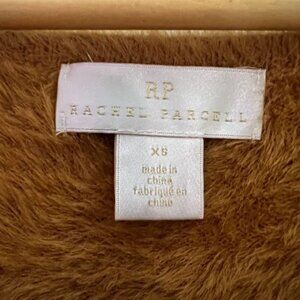 RP
RACHEL PARCELL
XS
made in
china
fabriqué en
chine